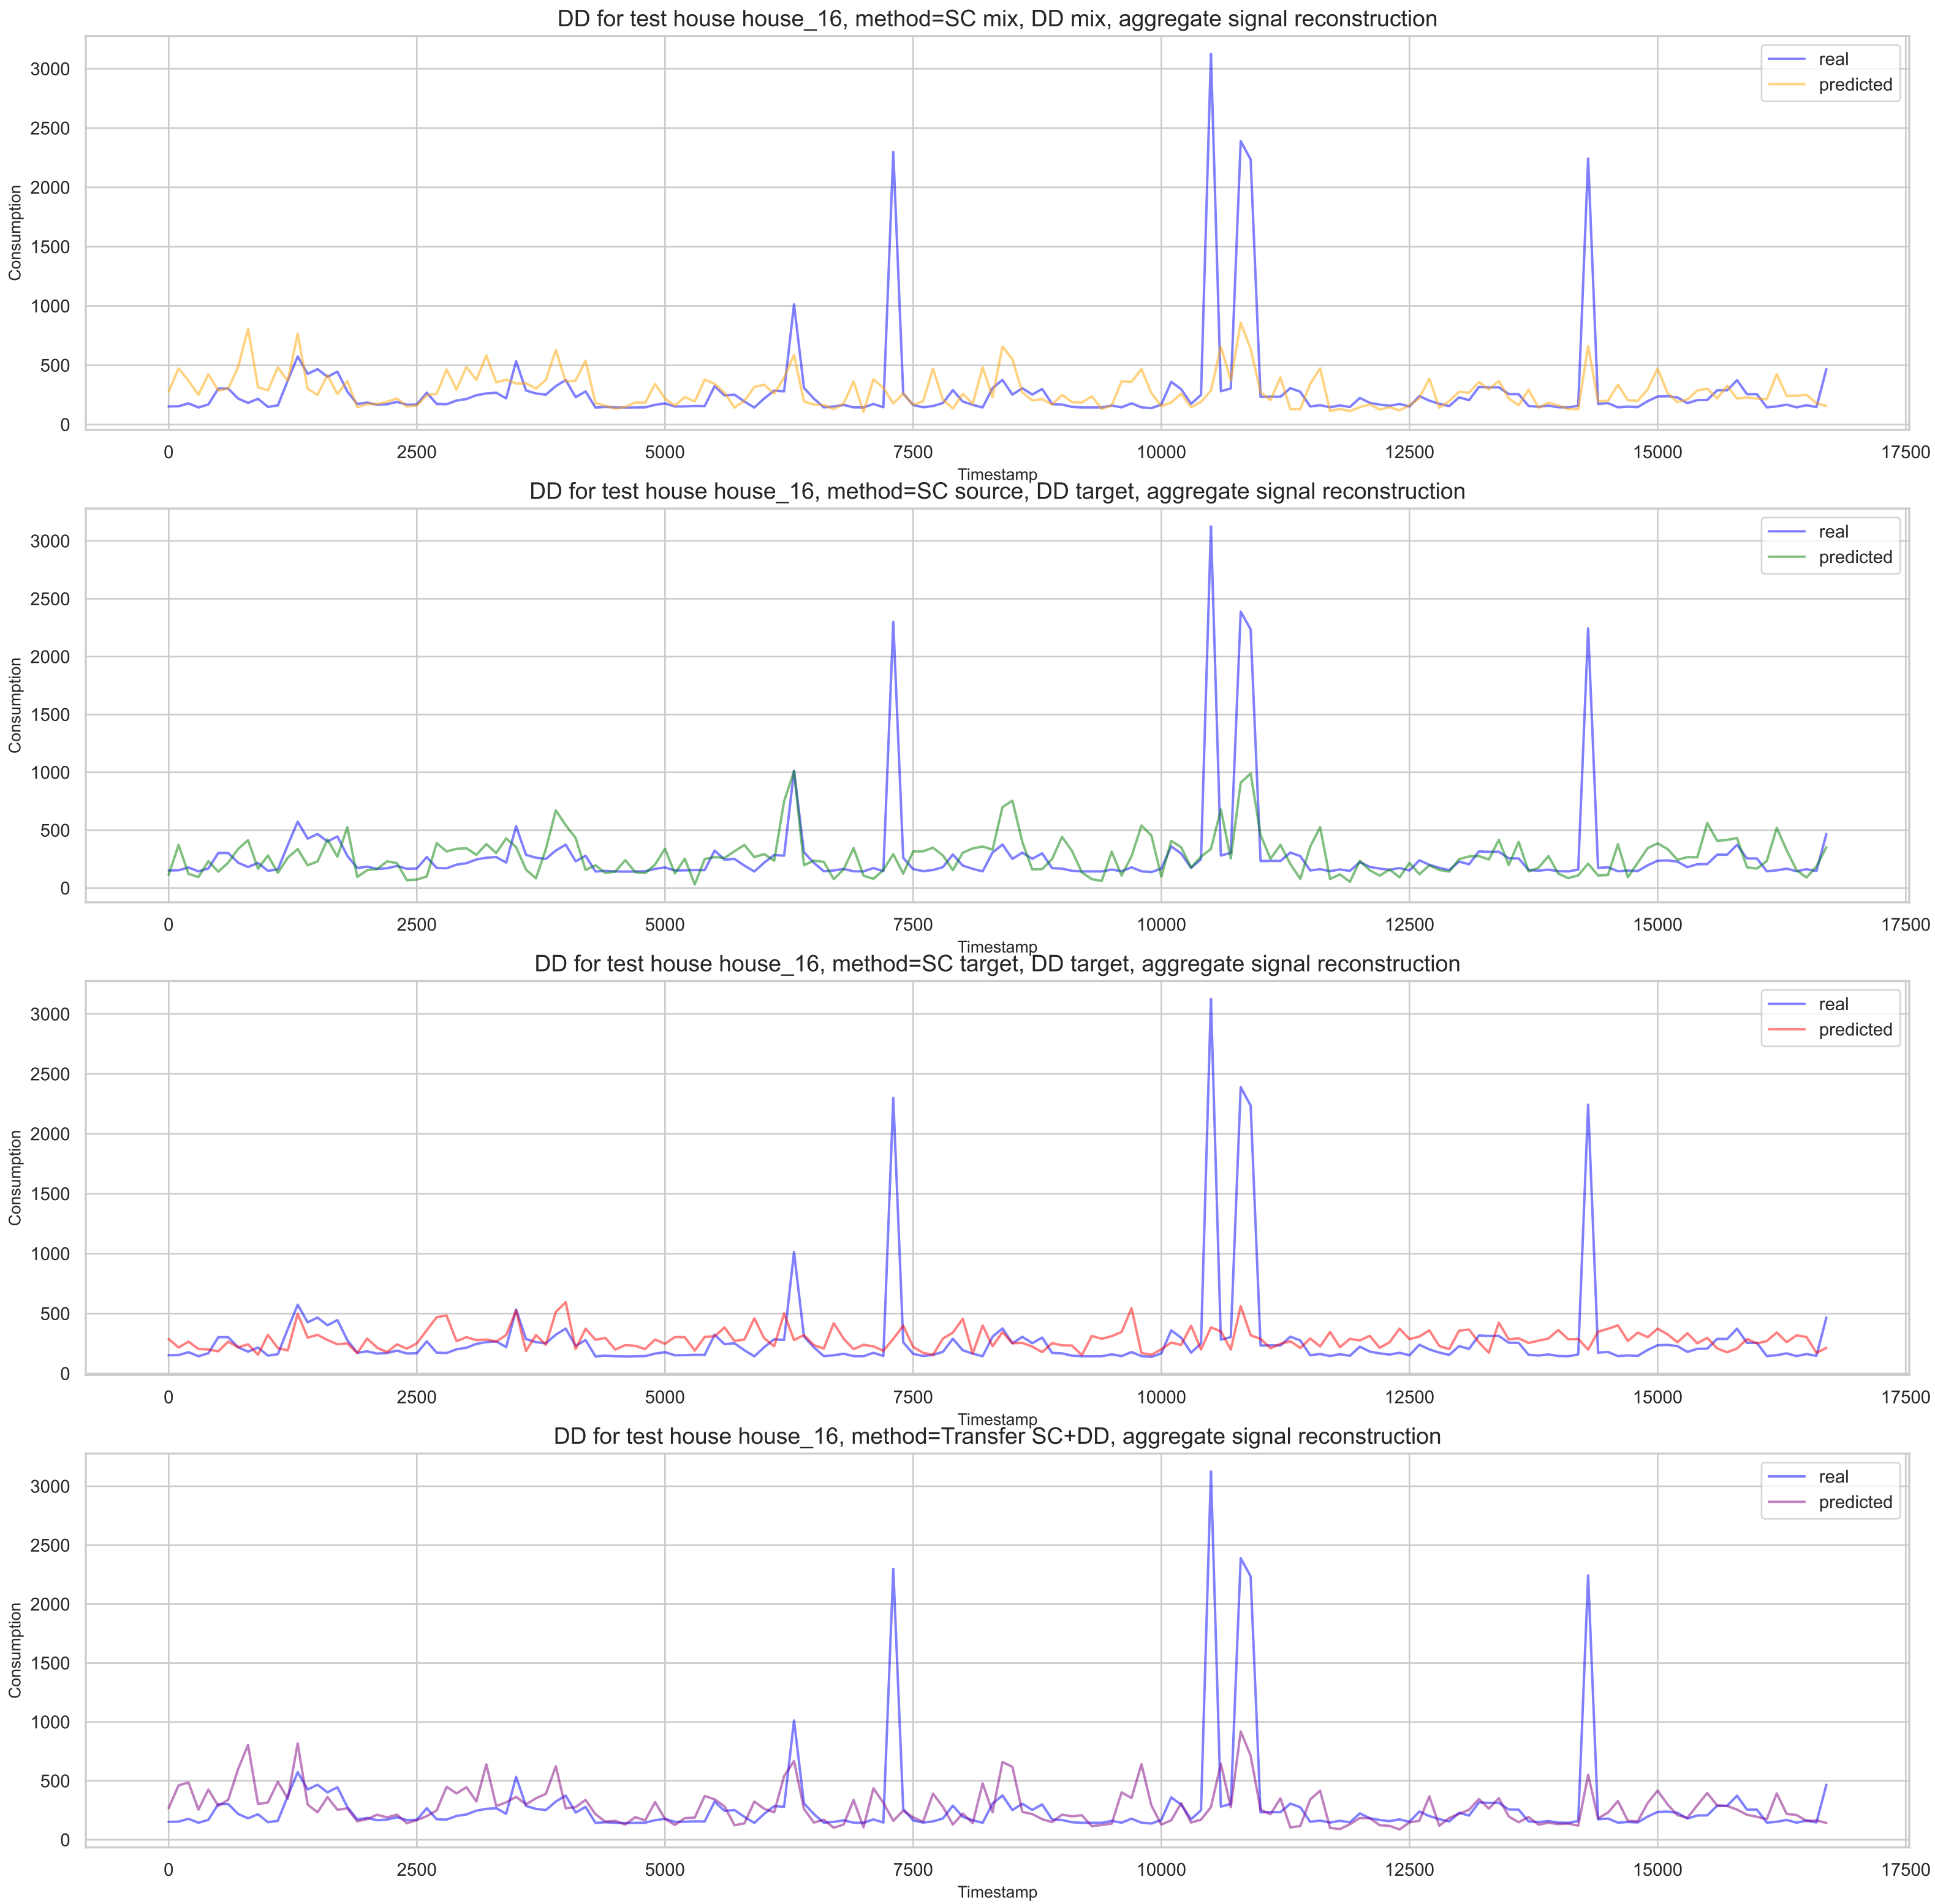 DD for test house house_16, method=SC mix, DD mix, aggregate signal reconstruction
real
predicted
3000
2500
2000
1500
1000
500
0
Consumption
0 2500 5000 7500 10000 12500 15000 17500
Timestamp
DD for test house house_16, method=SC source, DD target, aggregate signal reconstruction
real
predicted
3000
2500
2000
1500
1000
500
0
Consumption
0 2500 5000 7500 10000 12500 15000 17500
Timestamp
DD for test house house_16, method=SC target, DD target, aggregate signal reconstruction
real
predicted
3000
2500
2000
1500
1000
500
0
Consumption
0 2500 5000 7500 10000 12500 15000 17500
Timestamp
DD for test house house_16, method=Transfer SC+DD, aggregate signal reconstruction
real
predicted
3000
2500
2000
1500
1000
500
0
Consumption
0 2500 5000 7500 10000 12500 15000 17500
Timestamp